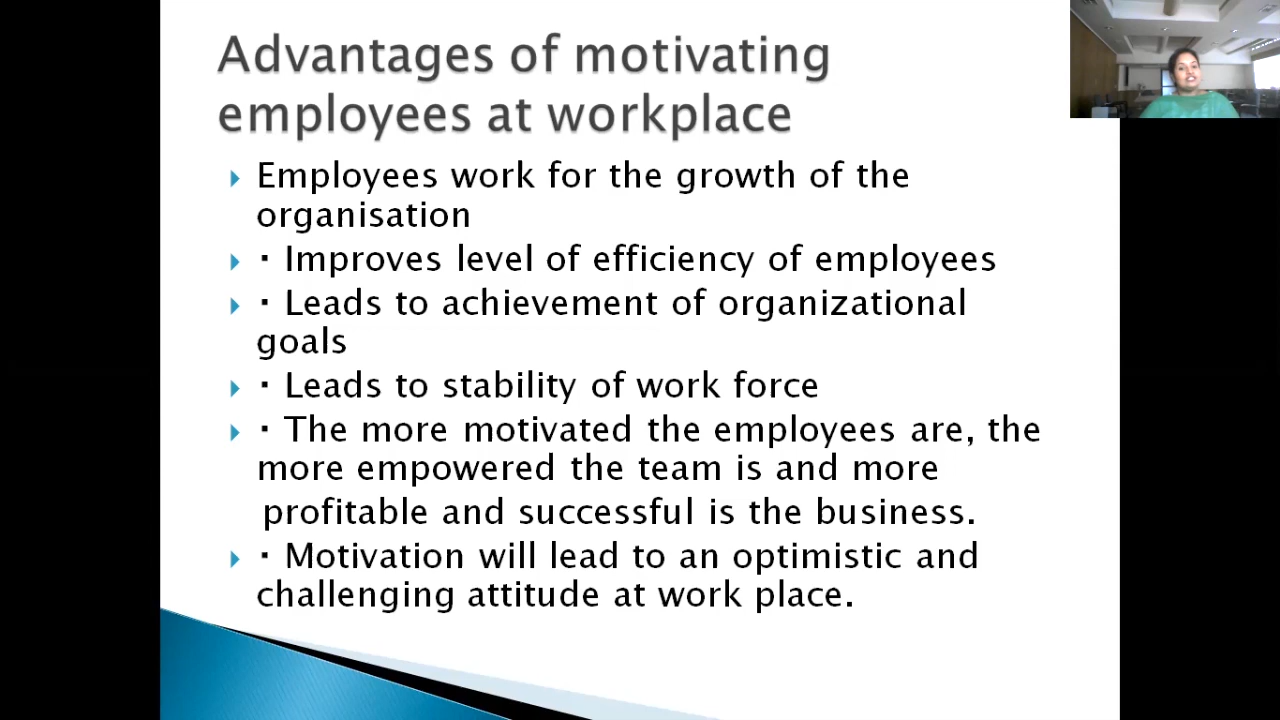 Advantages of motivating
employees at workplace
Employees work for the growth of the
organisation
· Improves level of efficiency of employees
· Leads to achievement of organizational
goals
· Leads to stability of work force
· The more motivated the employees are, the
more empowered the team is and more
profitable and successful is the business.
· Motivation will lead to an optimistic and
challenging attitude at work place.